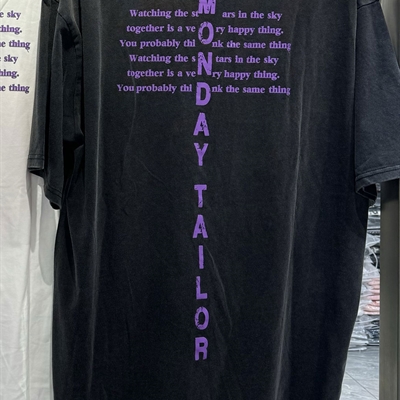 e sky
hing.
e thing
sky
hing.
e thing
Watching the s ars in the sky
together is a ve ry happy thing.
You probably thi nk the same thing
Watching the s tars in the sky
together is a ve ry happy thing.
You probably thi nk the same thing
MONDAY TAILOR